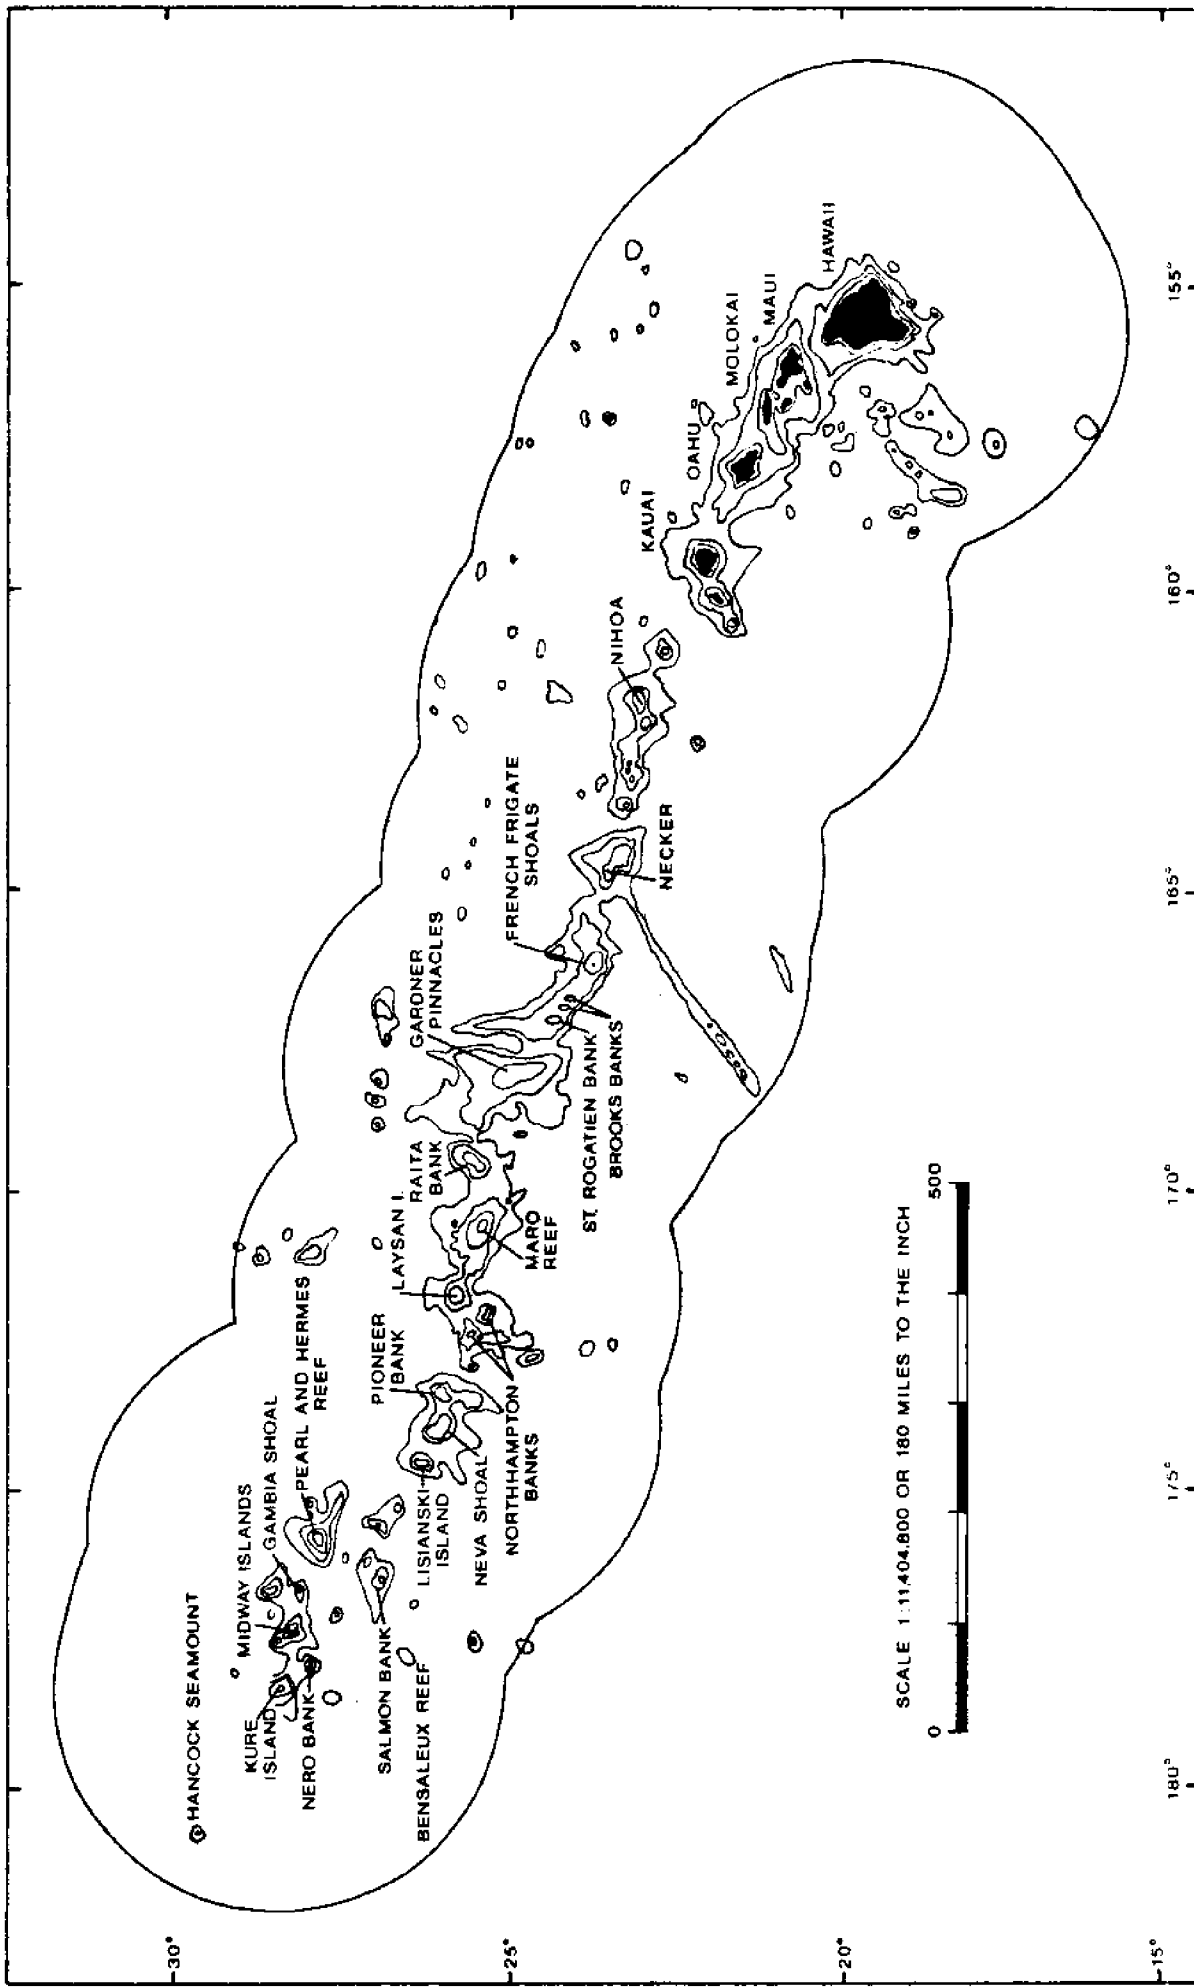 HANCOCK SEAMOUNT
MIDWAY ISLANDS
GAMBIA SHOAL
PEARL AND HERMES
REEF
KURE
ISLAND
NERO BANK
SALMON BANK
BENSALEUX REEF
LISIANSKI
ISLAND
NEVA SHOAL
NORTHHAMPTON
BANKS
PIONEER
BANK
LAYSAN I.
MARO
REEF
RAITA
BANK
GARDNER
PINNACLES
ST. ROGATIEN BANK
BROOKS BANKS
FRENCH FRIGATE
SHOALS
NECKER
NIHOA
KAUAI
OAHU
MOLOKAI
MAUI
HAWAII
30°
25°
20°
15°
180°
175°
170°
165°
160°
155°
SCALE 1:11,404,800 OR 180 MILES TO THE INCH
0 500